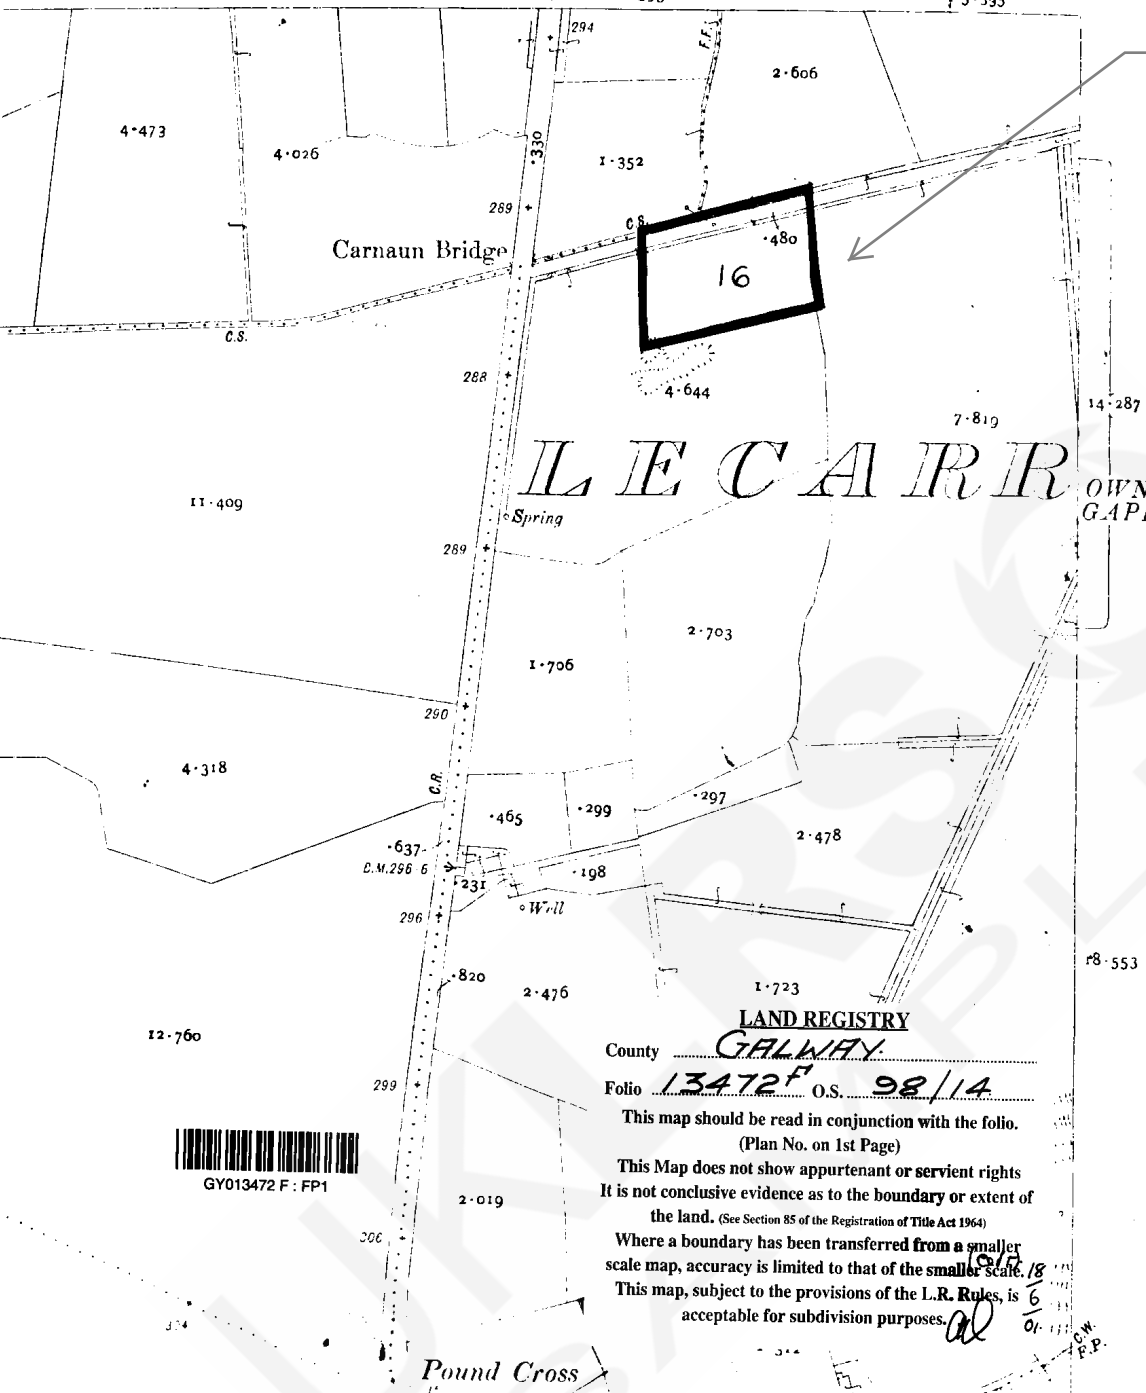 294
F.F.
2·606
4·473
4·026
·330
1·352
289
C.S.
·480
Carnaun Bridge
16
C.S.
288
4·644
7·819
14·287
LECARR
11·409
OWN
Spring
289
2·703
1·706
290
4·318
C.R.
·297
·465
·299
2·478
·637
B.M.296·6
·198
·231
Well
296
18·553
·820
2·476
1·723
12·760
LAND REGISTRY
County GALWAY.
299
Folio 13472F O.S. 98/14
This map should be read in conjunction with the folio.
(Plan No. on 1st Page)
This Map does not show appurtenant or servient rights
GY013472 F : FP1
It is not conclusive evidence as to the boundary or extent of
2·019
the land. (See Section 85 of the Registration of Title Act 1964)
Where a boundary has been transferred from a smaller
306
scale map, accuracy is limited to that of the smaller scale. 18
This map, subject to the provisions of the L.R. Rules, is 6
acceptable for subdivision purposes. 01
C.W.
F.P.
Pound Cross